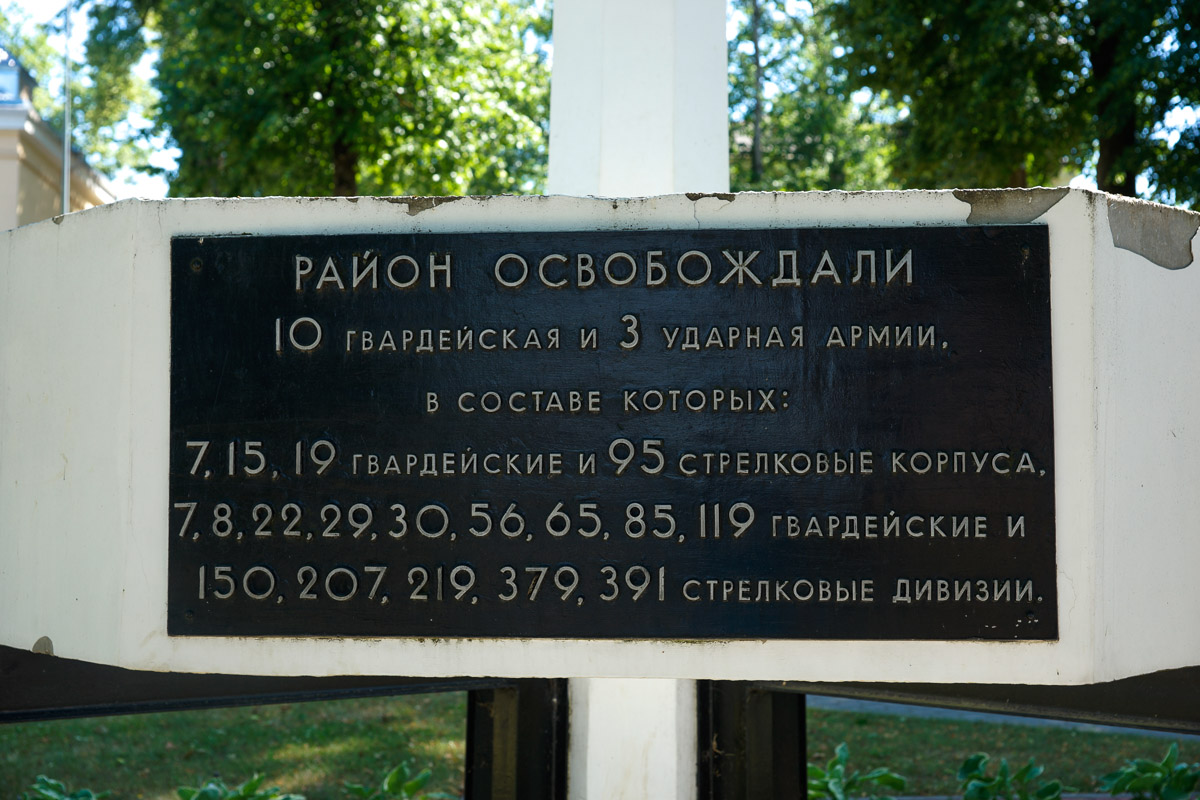 РАЙОН ОСВОБОЖДАЛИ
10 ГВАРДЕЙСКАЯ И 3 УДАРНАЯ АРМИИ,
В СОСТАВЕ КОТОРЫХ:
7, 15, 19 ГВАРДЕЙСКИЕ И 95 СТРЕЛКОВЫЕ КОРПУСА,
7, 8, 22, 29, 30, 56, 65, 85, 119 ГВАРДЕЙСКИЕ И
150, 207, 219, 379, 391 СТРЕЛКОВЫЕ ДИВИЗИИ.